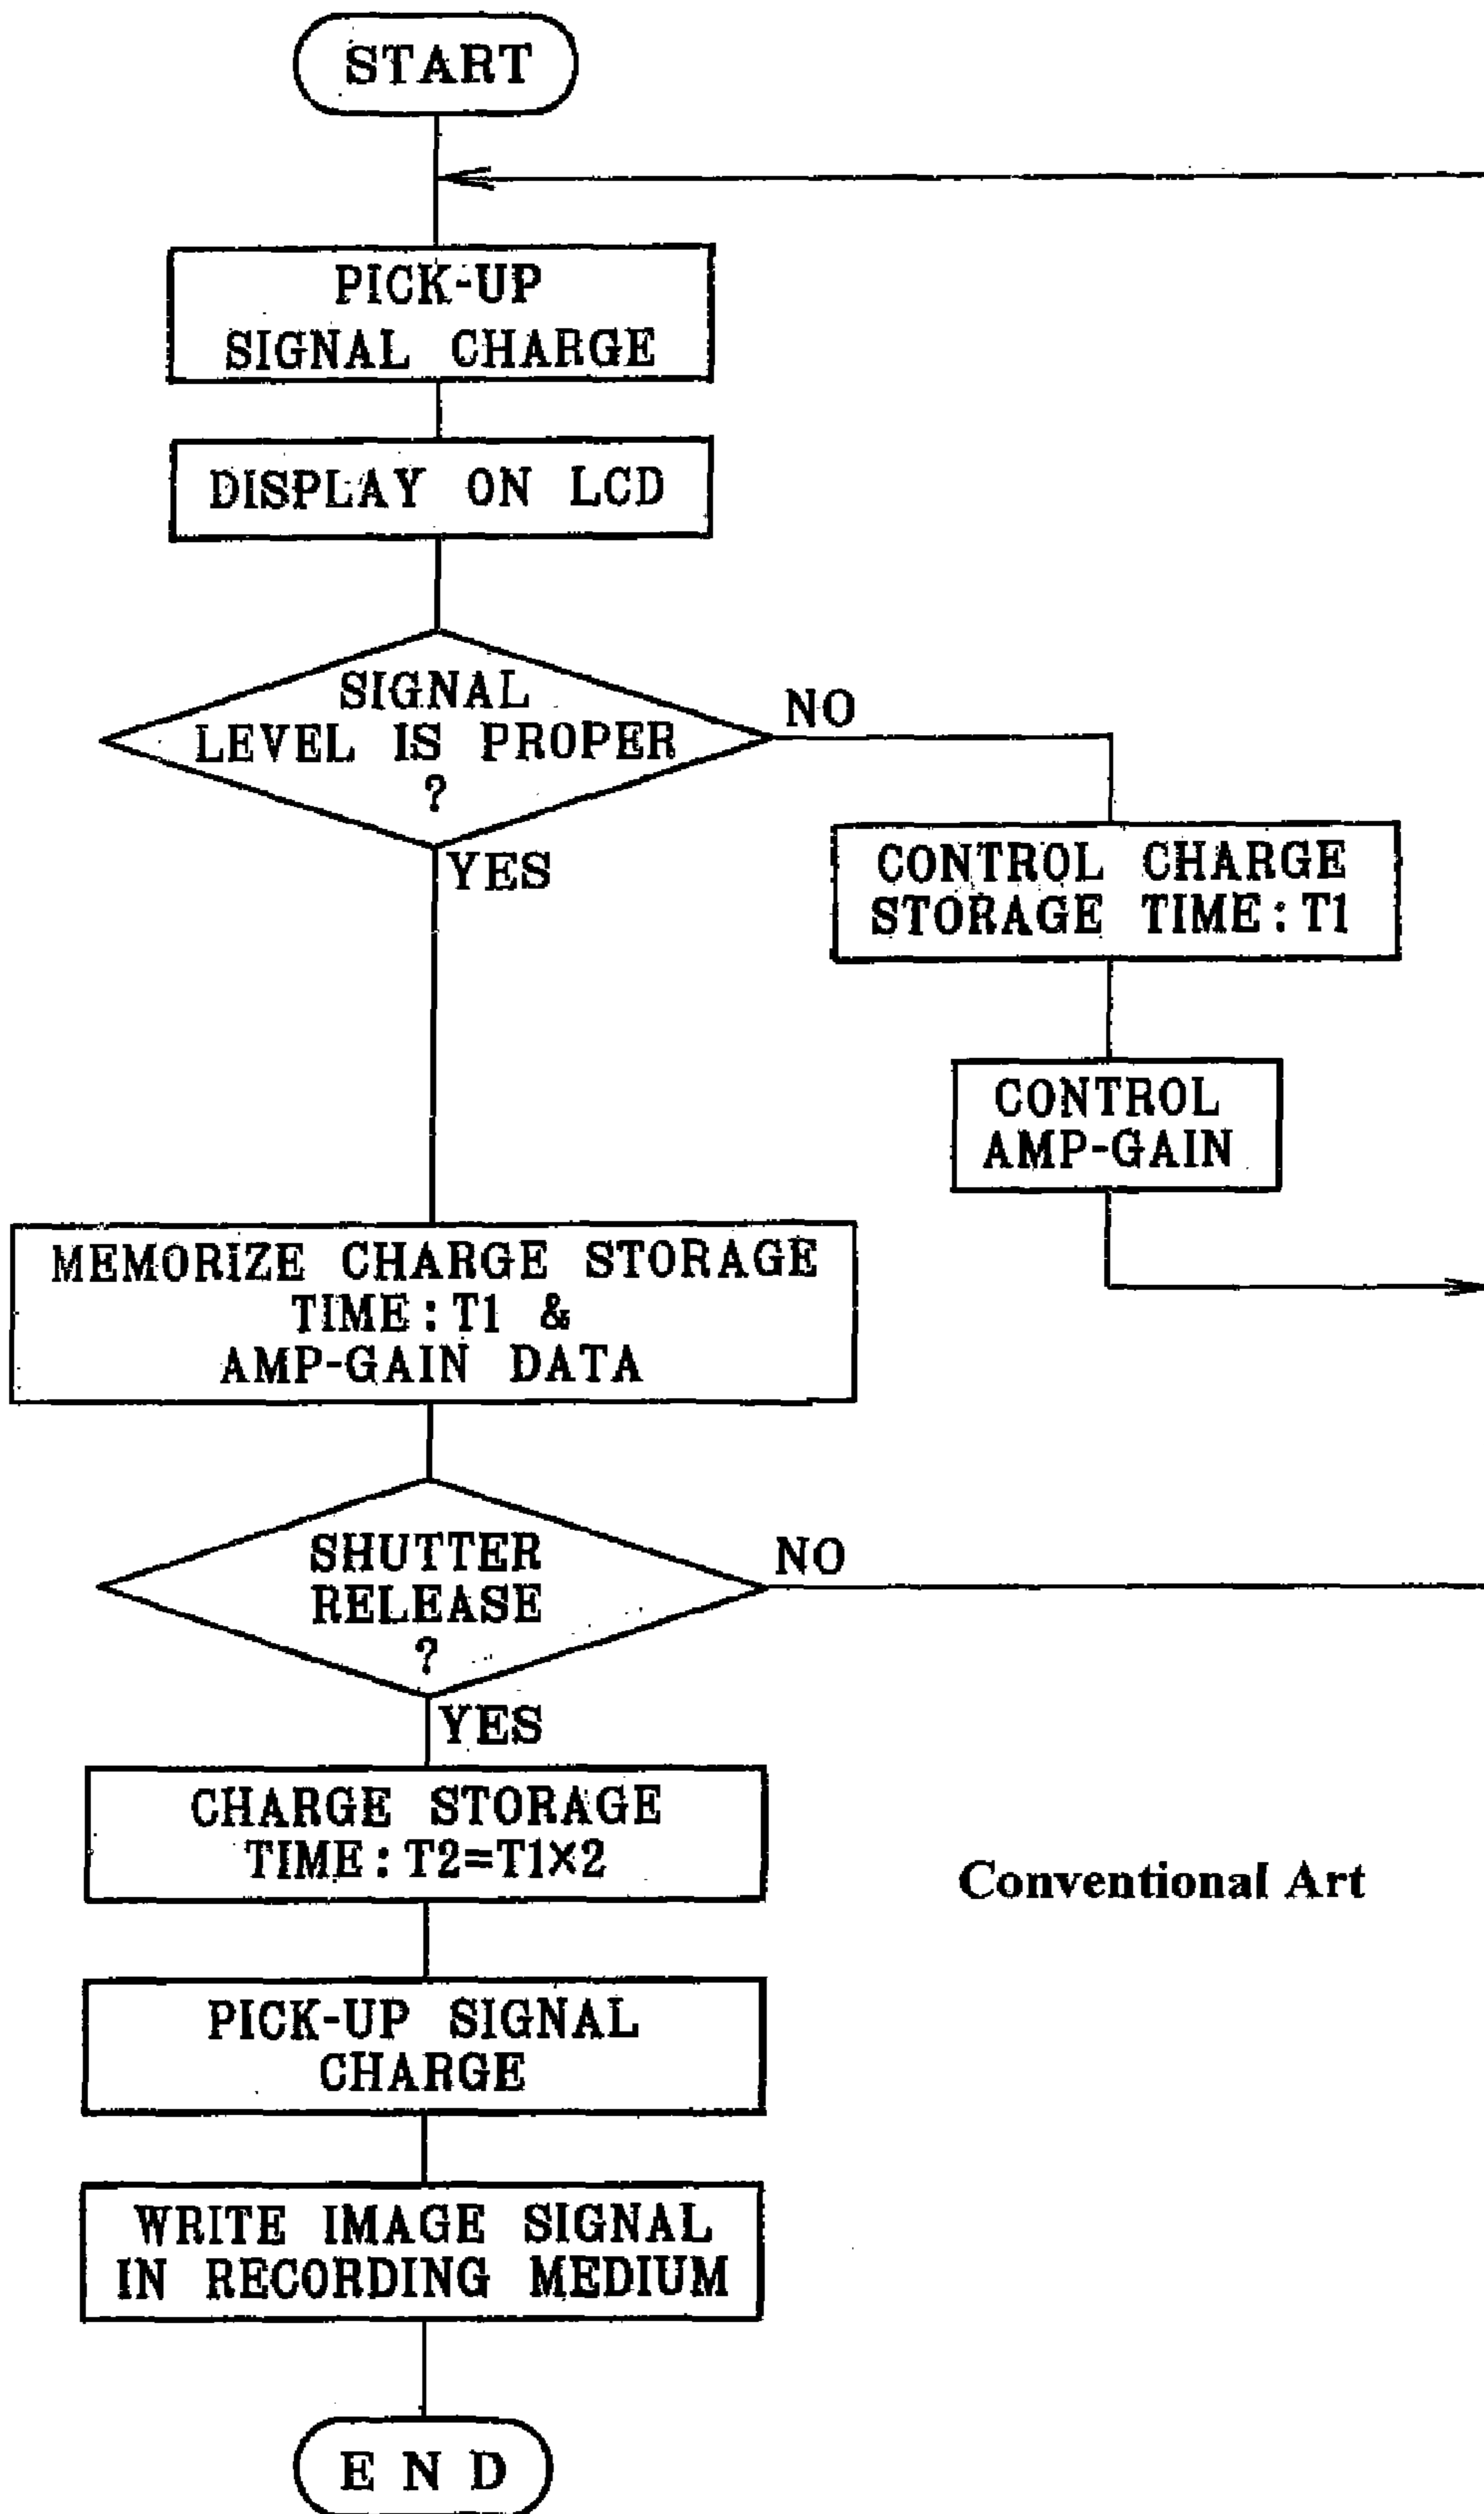 START
PICK-UP
SIGNAL CHARGE
DISPLAY ON LCD
SIGNAL
LEVEL IS PROPER
?
NO
YES
CONTROL CHARGE
STORAGE TIME:T1
CONTROL
AMP-GAIN
MEMORIZE CHARGE STORAGE
TIME:T1 &
AMP-GAIN DATA
SHUTTER
RELEASE
?
NO
YES
CHARGE STORAGE
TIME:T2=T1×2
Conventional Art
PICK-UP SIGNAL
CHARGE
WRITE IMAGE SIGNAL
IN RECORDING MEDIUM
END